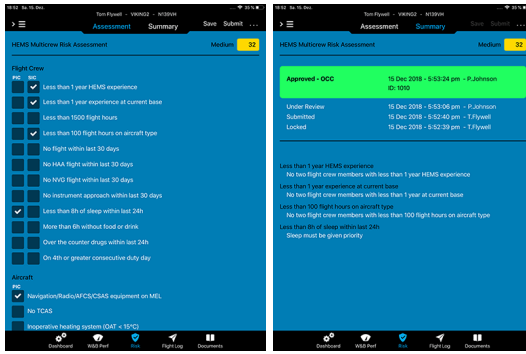 18:52 Sa. 15. Dez.
35 %
Tom Flywell - VIKING2 - N139VH
Assessment
Summary
Save
Submit
...
HEMS Multicrew Risk Assessment
Medium
32
Flight Crew
PIC
SIC
Less than 1 year HEMS experience
Less than 1 year experience at current base
Less than 1500 flight hours
Less than 100 flight hours on aircraft type
No flight within last 30 days
No HAA flight within last 30 days
No NVG flight within last 30 days
No instrument approach within last 30 days
Less than 8h of sleep within last 24h
More than 6h without food or drink
Over the counter drugs within last 24h
On 4th or greater consecutive duty day
Aircraft
PIC
Navigation/Radio/AFCS/CSAS equipment on MEL
No TCAS
Inoperative heating system (OAT < 15°C)
Dashboard
W&B Perf
Risk
Flight Log
Documents
18:52 Sa. 15. Dez.
35 %
Tom Flywell - VIKING2 - N139VH
Assessment
Summary
Save
Submit
...
HEMS Multicrew Risk Assessment
Medium
32
Approved - OCC
15 Dec 2018 - 5:53:24 pm - P.Johnson
ID: 1010
Under Review
15 Dec 2018 - 5:53:06 pm - P.Johnson
Submitted
15 Dec 2018 - 5:52:40 pm - T.Flywell
Locked
15 Dec 2018 - 5:52:39 pm - T.Flywell
Less than 1 year HEMS experience
No two flight crew members with less than 1 year HEMS experience
Less than 1 year experience at current base
No two flight crew members with less than 1 year at current base
Less than 100 flight hours on aircraft type
No two flight crew members with less than 100 flight hours on aircraft type
Less than 8h of sleep within last 24h
Sleep must be given priority
Dashboard
W&B Perf
Risk
Flight Log
Documents